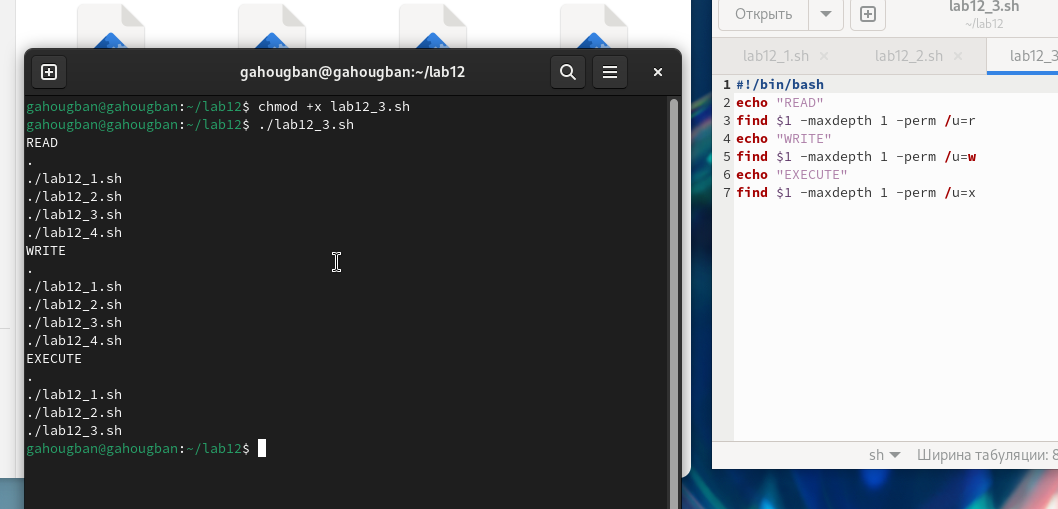 gahougban@gahougban:~/lab12
gahougban@gahougban:~/lab12$ chmod +x lab12_3.sh
gahougban@gahougban:~/lab12$ ./lab12_3.sh
READ
.
./lab12_1.sh
./lab12_2.sh
./lab12_3.sh
./lab12_4.sh
WRITE
.
./lab12_1.sh
./lab12_2.sh
./lab12_3.sh
./lab12_4.sh
EXECUTE
.
./lab12_1.sh
./lab12_2.sh
./lab12_3.sh
gahougban@gahougban:~/lab12$
Открыть
lab12_3.sh
~/lab12
lab12_1.sh × lab12_2.sh × lab12_3
1 #!/bin/bash
2 echo "READ"
3 find $1 -maxdepth 1 -perm /u=r
4 echo "WRITE"
5 find $1 -maxdepth 1 -perm /u=w
6 echo "EXECUTE"
7 find $1 -maxdepth 1 -perm /u=x
sh Ширина табуляции: 8